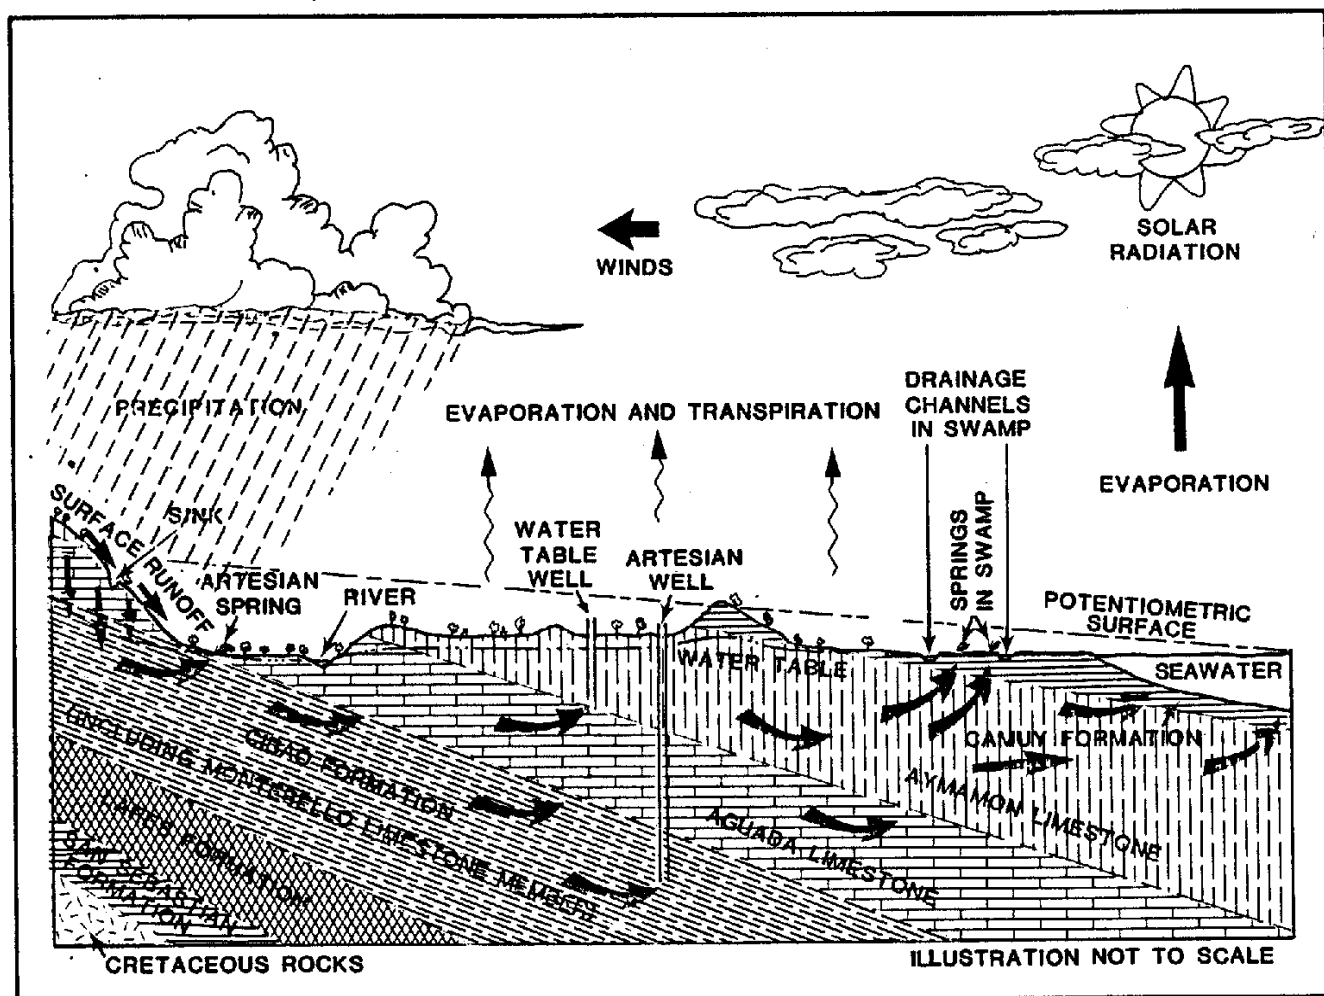 SOLAR
RADIATION
WINDS
PRECIPITATION
EVAPORATION AND TRANSPIRATION
DRAINAGE
CHANNELS
IN SWAMP
EVAPORATION
SURFACE RUNOFF
SINK
WATER
TABLE
WELL
ARTESIAN
WELL
SPRINGS
IN SWAMP
ARTESIAN
SPRING
RIVER
POTENTIOMETRIC
SURFACE
WATER TABLE
SEAWATER
CIBAO FORMATION
(INCLUDING MONTEBELLO LIMESTONE MEMBER)
CAMUY FORMATION
AYMAMON LIMESTONE
AGUADA LIMESTONE
LARES FORMATION
SAN SEBASTIAN
FORMATION
CRETACEOUS ROCKS
ILLUSTRATION NOT TO SCALE